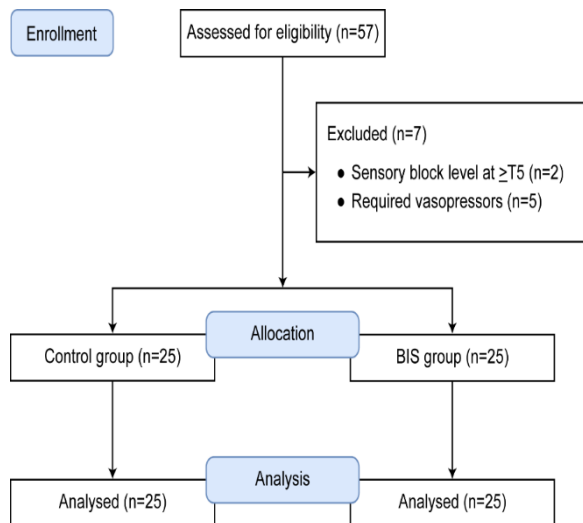 Enrollment
Assessed for eligibility (n=57)
Excluded (n=7)
● Sensory block level at ≥T5 (n=2)
● Required vasopressors (n=5)
Allocation
Control group (n=25)
BIS group (n=25)
Analysis
Analysed (n=25)
Analysed (n=25)